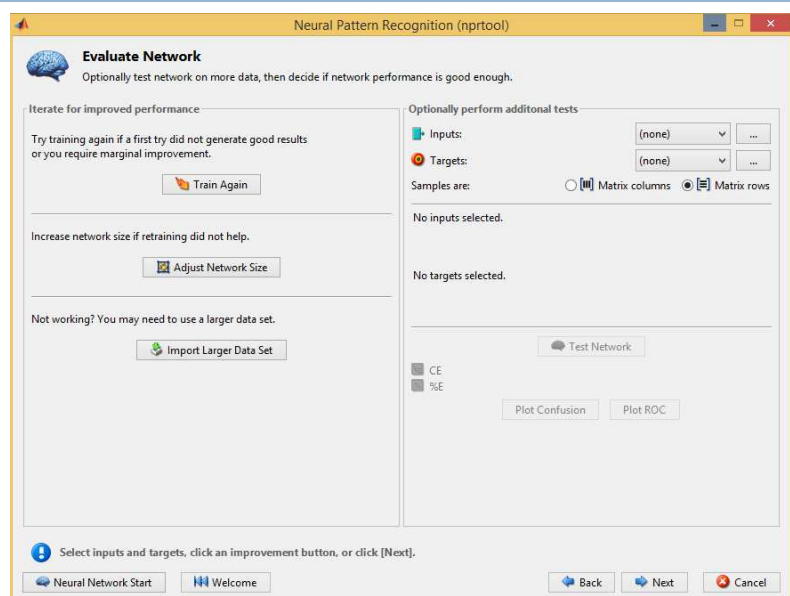 Neural Pattern Recognition (nprtool)
Evaluate Network
Optionally test network on more data, then decide if network performance is good enough.
Iterate for improved performance
Try training again if a first try did not generate good results
or you require marginal improvement.
Train Again
Increase network size if retraining did not help.
Adjust Network Size
Not working? You may need to use a larger data set.
Import Larger Data Set
Optionally perform additonal tests
Inputs: (none) ...
Targets: (none) ...
Samples are: Matrix columns Matrix rows
No inputs selected.
No targets selected.
Test Network
CE
%E
Plot Confusion Plot ROC
Select inputs and targets, click an improvement button, or click [Next].
Neural Network Start Welcome Back Next Cancel